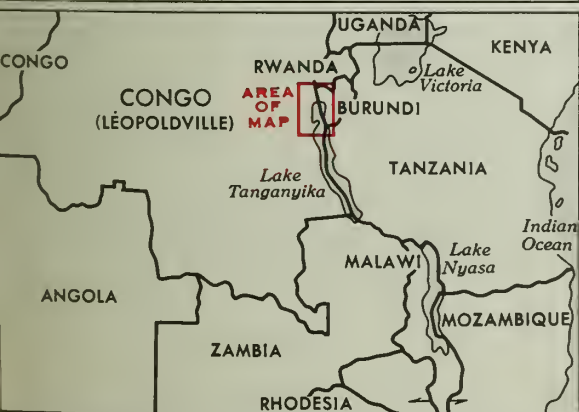 UGANDA
KENYA
CONGO
RWANDA
Lake
Victoria
CONGO
(LÉOPOLDVILLE)
AREA
OF
MAP
BURUNDI
TANZANIA
Lake
Tanganyika
Indian
Ocean
MALAWI
Lake
Nyasa
ANGOLA
MOZAMBIQUE
ZAMBIA
RHODESIA